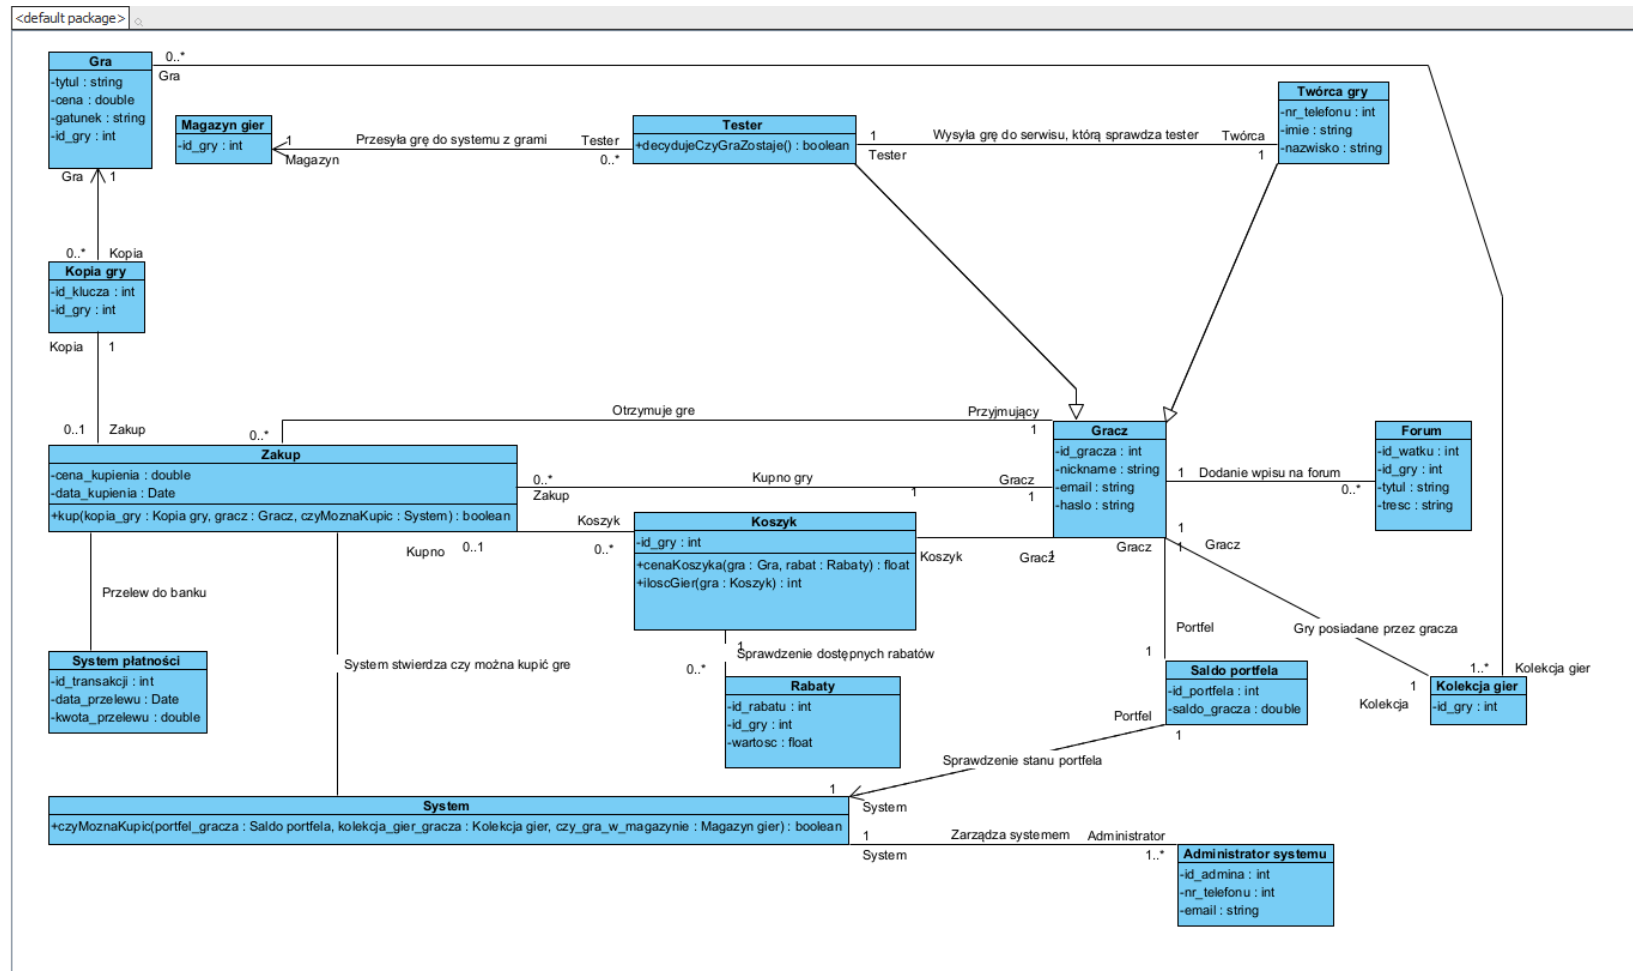 <default package>
Gra
-tytul : string
-cena : double
-gatunek : string
-id_gry : int
0..*
Gra
Magazyn gier
-id_gry : int
1
Magazyn
Przesyła grę do systemu z grami
Tester
0..*
Tester
+decydujeCzyGraZostaje() : boolean
1
Tester
Wysyła grę do serwisu, którą sprawdza tester
Twórca
1
Twórca gry
-nr_telefonu : int
-imie : string
-nazwisko : string
Gra
1
0..*
Kopia
Kopia gry
-id_klucza : int
-id_gry : int
Kopia
1
0..1
Zakup
0..*
Otrzymuje gre
Przyjmujący
1
Zakup
-cena_kupienia : double
-data_kupienia : Date
+kup(kopia_gry : Kopia gry, gracz : Gracz, czyMoznaKupic : System) : boolean
0..*
Zakup
Kupno gry
1
Gracz
1
Gracz
-id_gracza : int
-nickname : string
-email : string
-haslo : string
1
Dodanie wpisu na forum
0..*
Forum
-id_watku : int
-id_gry : int
-tytul : string
-tresc : string
Kupno
0..1
Koszyk
0..*
Koszyk
-id_gry : int
+cenaKoszyka(gra : Gra, rabat : Rabaty) : float
+iloscGier(gra : Koszyk) : int
Koszyk
Gracz
1
Gracz
1
1
Gracz
Przelew do banku
System stwierdza czy można kupić gre
1
Sprawdzenie dostępnych rabatów
0..*
Portfel
1
Gry posiadane przez gracza
1
Kolekcja
1..*
Kolekcja gier
System płatności
-id_transakcji : int
-data_przelewu : Date
-kwota_przelewu : double
Rabaty
-id_rabatu : int
-id_gry : int
-wartosc : float
Saldo portfela
-id_portfela : int
-saldo_gracza : double
Kolekcja gier
-id_gry : int
Portfel
1
Sprawdzenie stanu portfela
1
System
System
+czyMoznaKupic(portfel_gracza : Saldo portfela, kolekcja_gier_gracza : Kolekcja gier, czy_gra_w_magazynie : Magazyn gier) : boolean
1
System
Zarządza systemem
Administrator
1..*
Administrator systemu
-id_admina : int
-nr_telefonu : int
-email : string